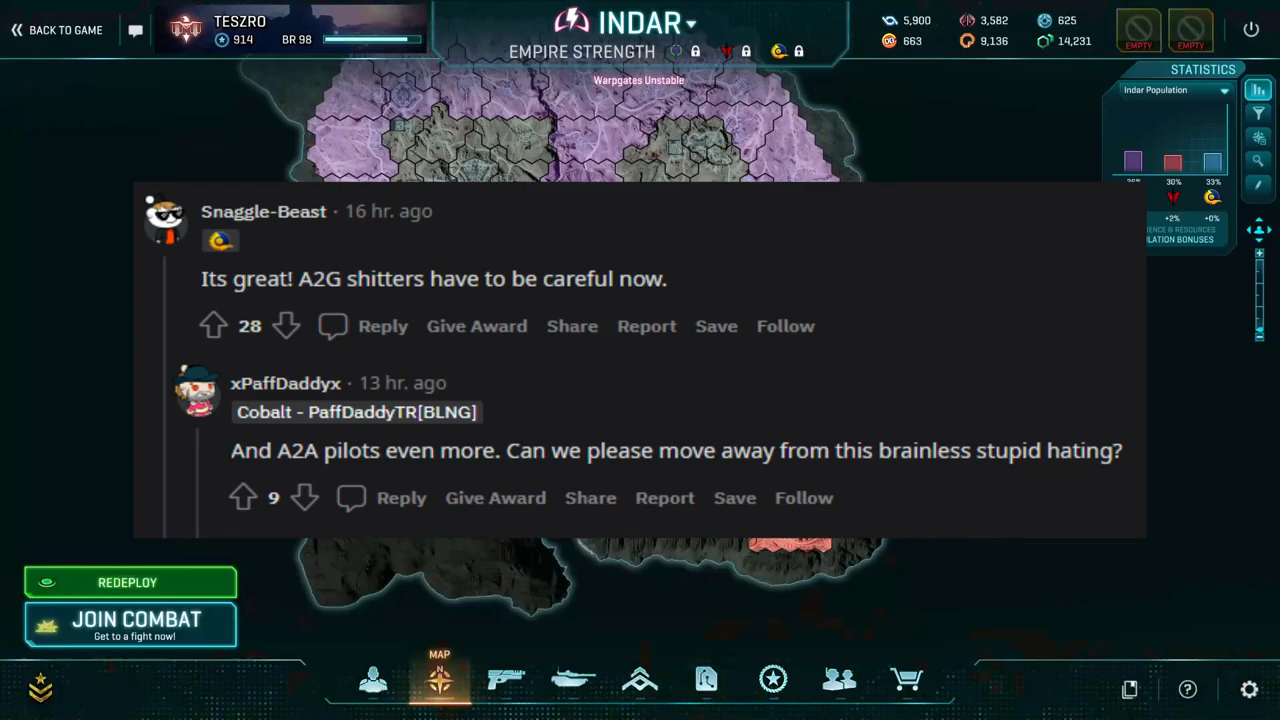 BACK TO GAME
TESZRO
914
BR 98
INDAR
EMPIRE STRENGTH
Warpgates Unstable
5,900
3,582
625
663
9,136
14,231
EMPTY
EMPTY
STATISTICS
Indar Population
30%
33%
+2%
+0%
ULATION BONUSES
Snaggle-Beast · 16 hr. ago
Its great! A2G shitters have to be careful now.
28
Reply
Give Award
Share
Report
Save
Follow
xPaffDaddyx · 13 hr. ago
Cobalt - PaffDaddyTR[BLNG]
And A2A pilots even more. Can we please move away from this brainless stupid hating?
9
Reply
Give Award
Share
Report
Save
Follow
REDEPLOY
JOIN COMBAT
Get to a fight now!
MAP
N